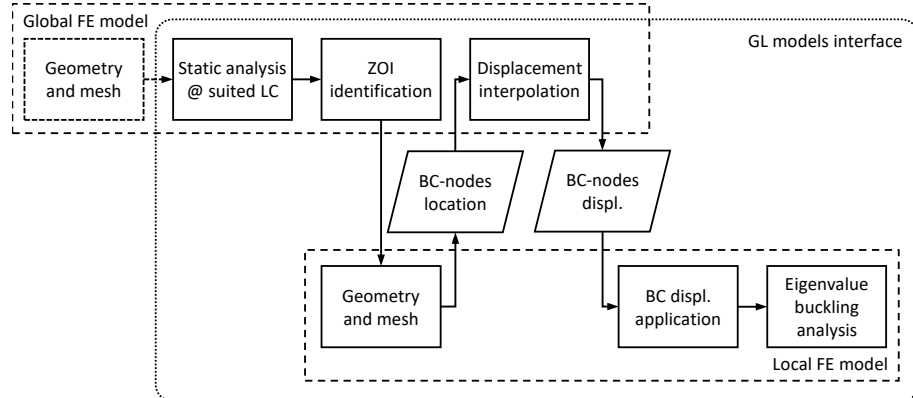 Global FE model
GL models interface
Geometry
and mesh
Static analysis
@ suited LC
ZOI
identification
Displacement
interpolation
BC-nodes
location
BC-nodes
displ.
Geometry
and mesh
BC displ.
application
Eigenvalue
buckling
analysis
Local FE model